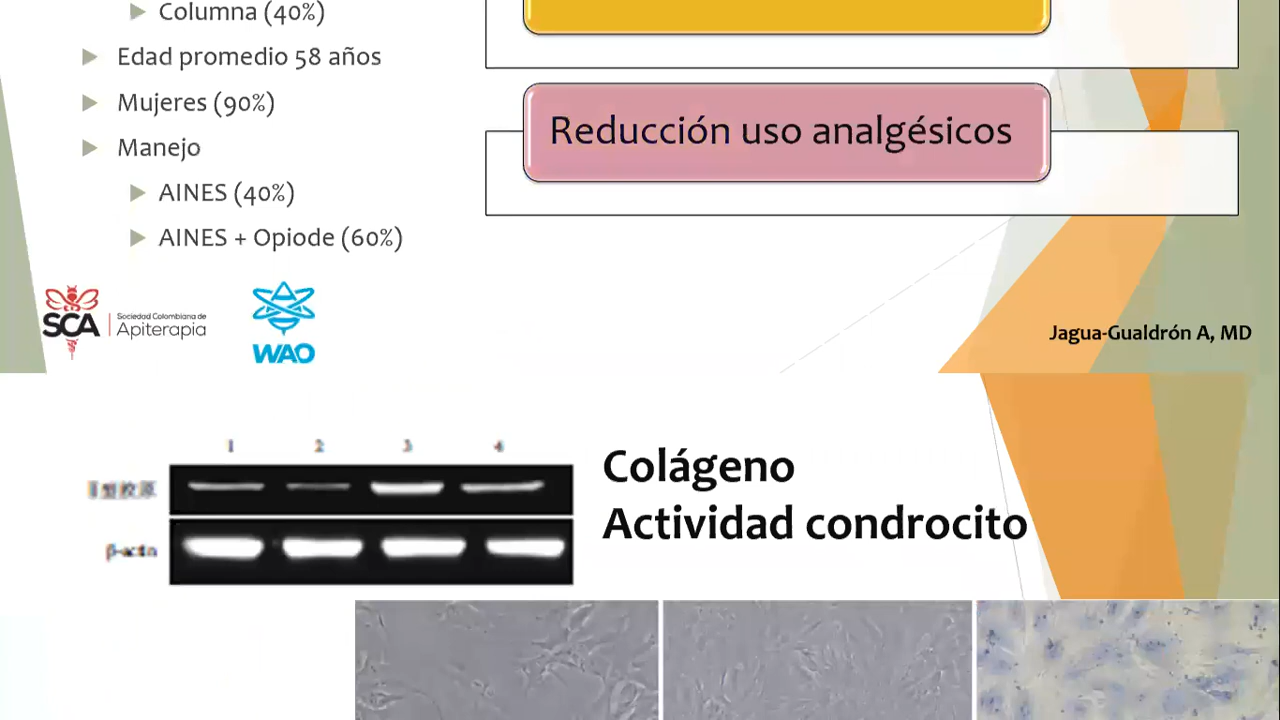 Columna (40%)
Edad promedio 58 años
Mujeres (90%)
Manejo
AINES (40%)
AINES + Opiode (60%)
Reducción uso analgésicos
SCA
Sociedad Colombiana de
Apiterapia
WAO
Jagua-Gualdrón A, MD
1 2 3 4
β-actn
Colágeno
Actividad condrocito